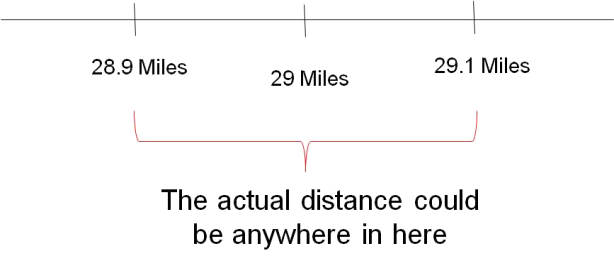 28.9 Miles
29 Miles
29.1 Miles
The actual distance could
be anywhere in here